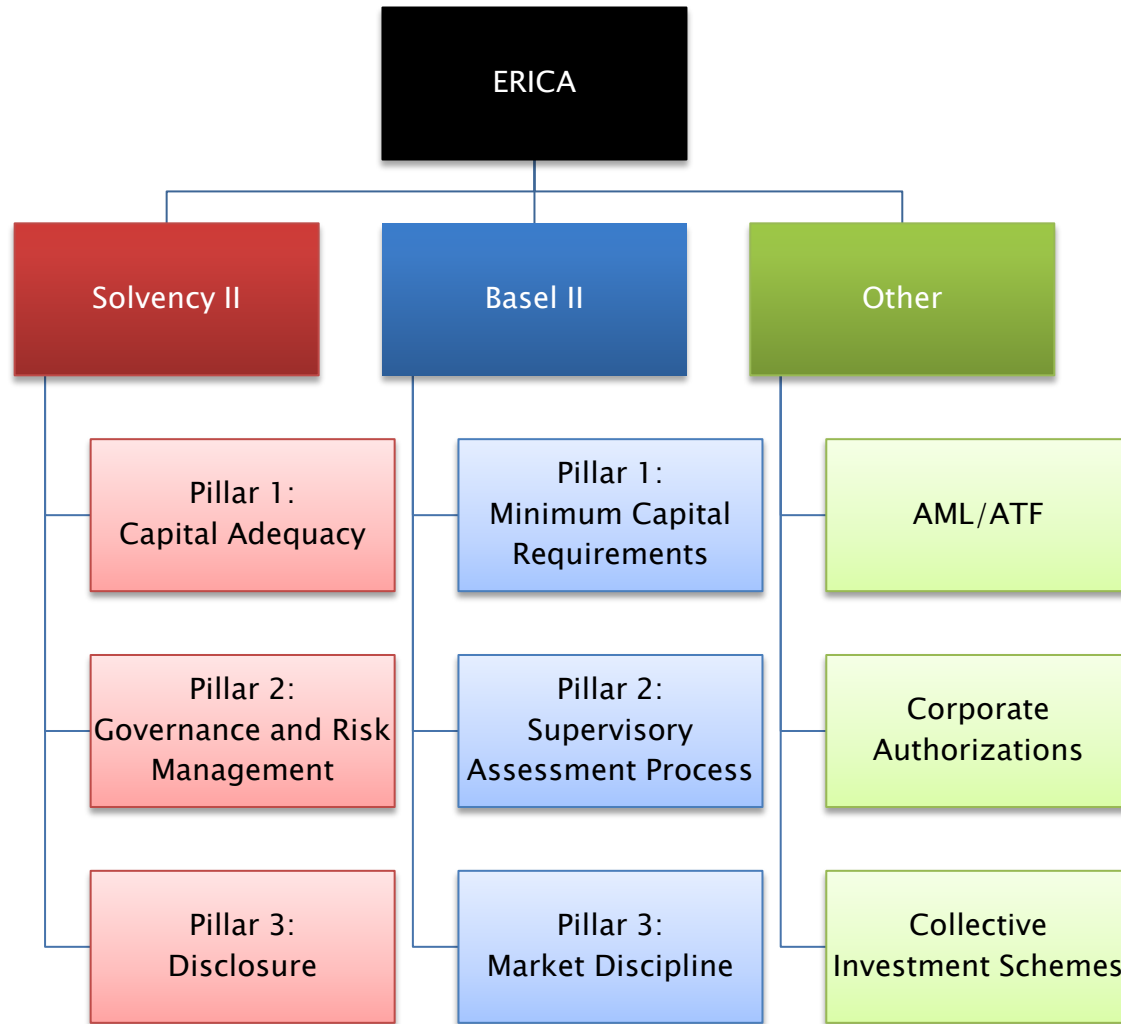 ERICA
Solvency II
Basel II
Other
Pillar 1:
Capital Adequacy
Pillar 1:
Minimum Capital
Requirements
AML/ATF
Pillar 2:
Governance and Risk
Management
Pillar 2:
Supervisory
Assessment Process
Corporate
Authorizations
Pillar 3:
Disclosure
Pillar 3:
Market Discipline
Collective
Investment Schemes